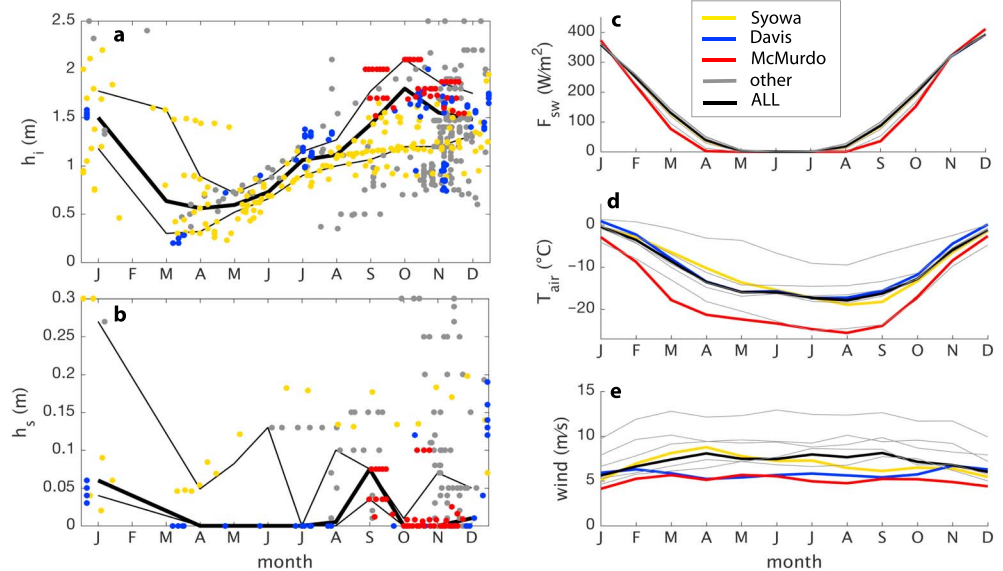 a
h_i (m)
2.5
2
1.5
1
0.5
0
J F M A M J J A S O N D
b
h_s (m)
0.3
0.25
0.2
0.15
0.1
0.05
0
J F M A M J J A S O N D
month
c
Syowa
Davis
McMurdo
other
ALL
F_sw (W/m²)
400
300
200
100
0
J F M A M J J A S O N D
d
T_air (°C)
0
−10
−20
J F M A M J J A S O N D
e
wind (m/s)
15
10
5
0
J F M A M J J A S O N D
month